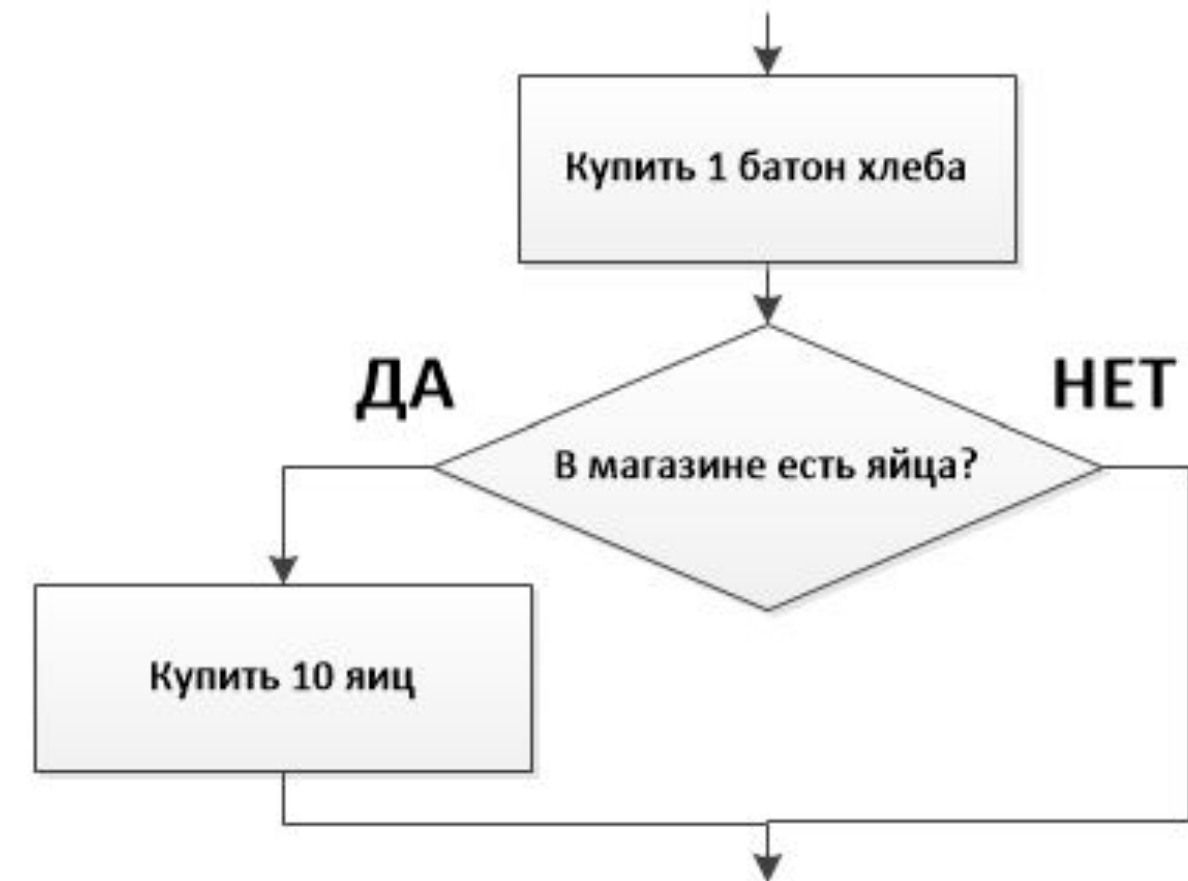 Купить 1 батон хлеба
ДА
НЕТ
В магазине есть яйца?
Купить 10 яиц